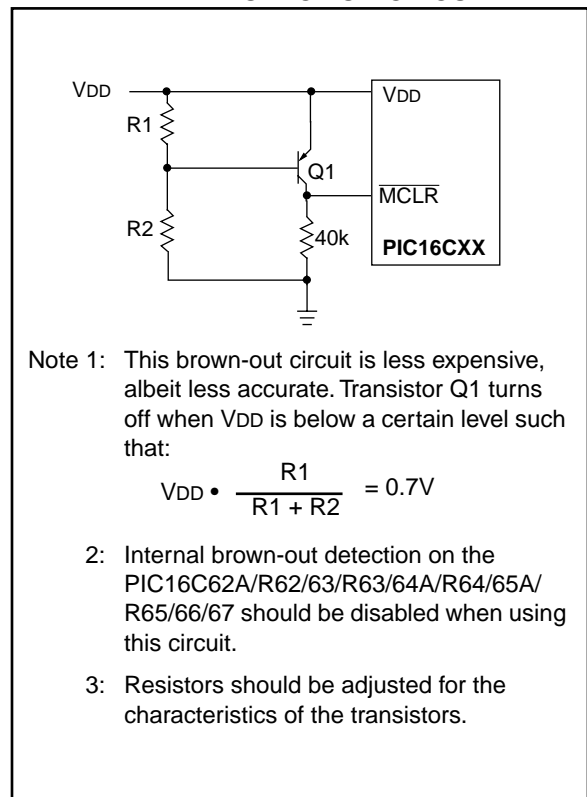 VDD
VDD
R1
Q1
MCLR
R2
40k
PIC16CXX
Note 1: This brown-out circuit is less expensive,
albeit less accurate. Transistor Q1 turns
off when VDD is below a certain level such
that:
VDD • R1 / R1 + R2 = 0.7V
2: Internal brown-out detection on the
PIC16C62A/R62/63/R63/64A/R64/65A/
R65/66/67 should be disabled when using
this circuit.
3: Resistors should be adjusted for the
characteristics of the transistors.